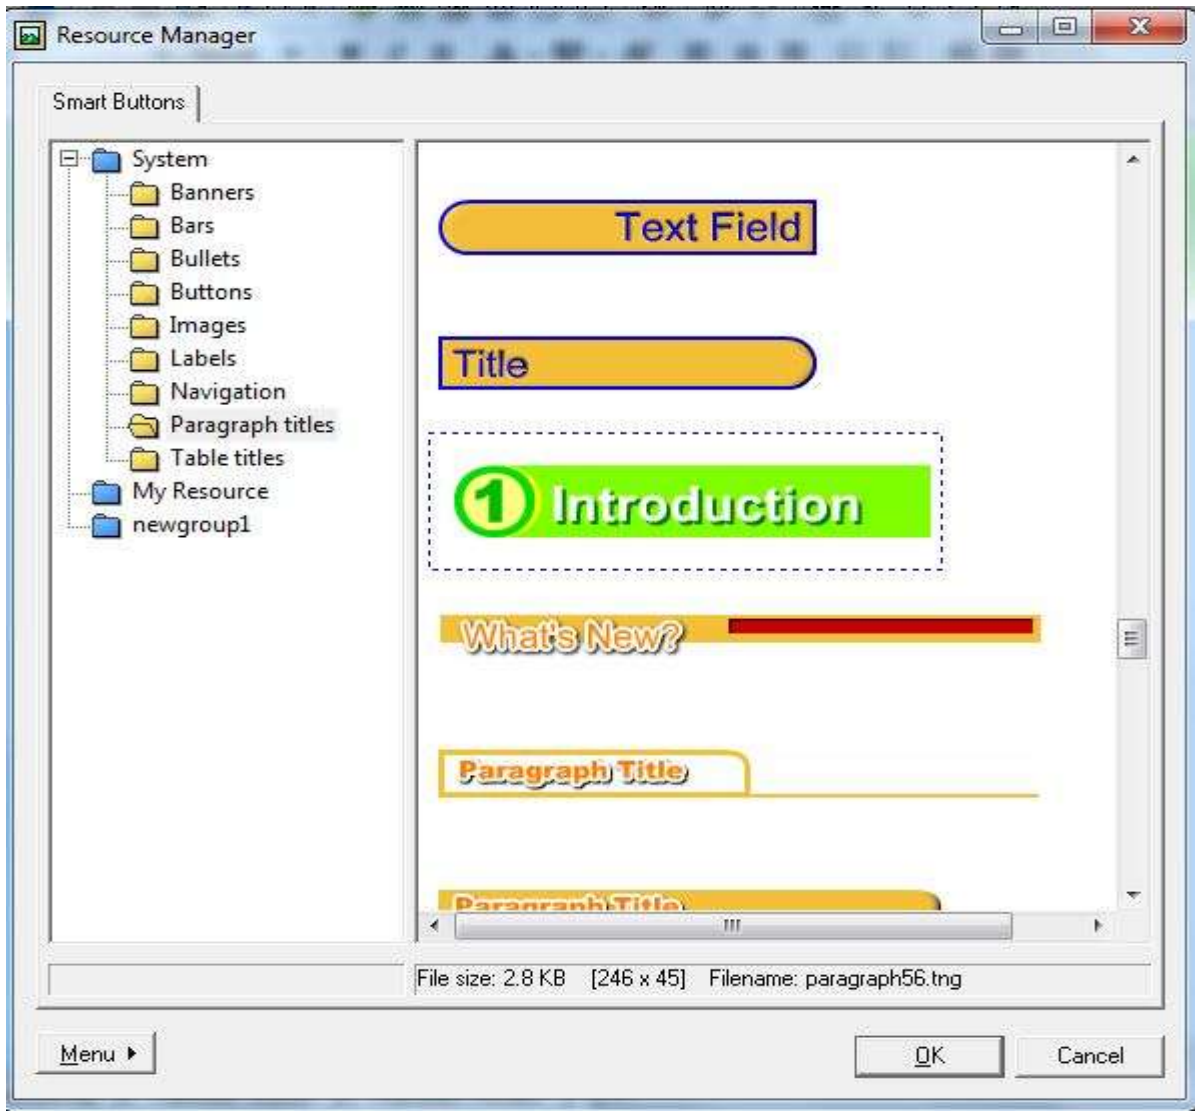 Resource Manager
Smart Buttons
System
Banners
Bars
Bullets
Buttons
Images
Labels
Navigation
Paragraph titles
Table titles
My Resource
newgroup1
Text Field
Title
1 Introduction
What's New?
Paragraph Title
Paragraph Title
File size: 2.8 KB [246 x 45] Filename: paragraph56.tng
Menu
OK
Cancel